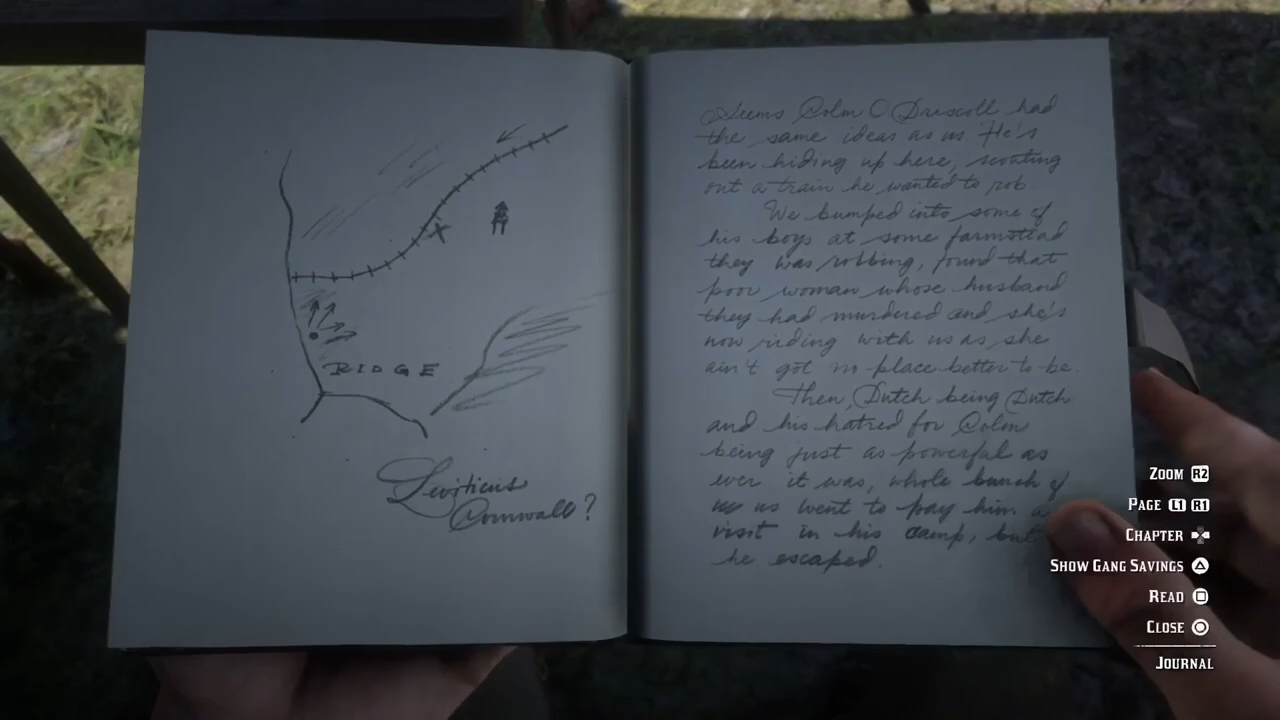 RIDGE
Leviticus
Cornwall?
Seems Colm O Driscoll had
the same ideas as us He's
been hiding up here, scouting
out a train he wanted to rob
We bumped into some of
his boys at some farmstead
they was robbing, found that
poor woman whose husband
they had murdered and she's
now riding with us as she
ain't got no place better to be.
Then, Dutch being Dutch
and his hatred for Colm
being just as powerful as
ever it was, whole bunch of
us went to pay him a
visit in his camp, but
he escaped.
ZOOM R2
PAGE L1 R1
CHAPTER
SHOW GANG SAVINGS
READ
CLOSE
JOURNAL